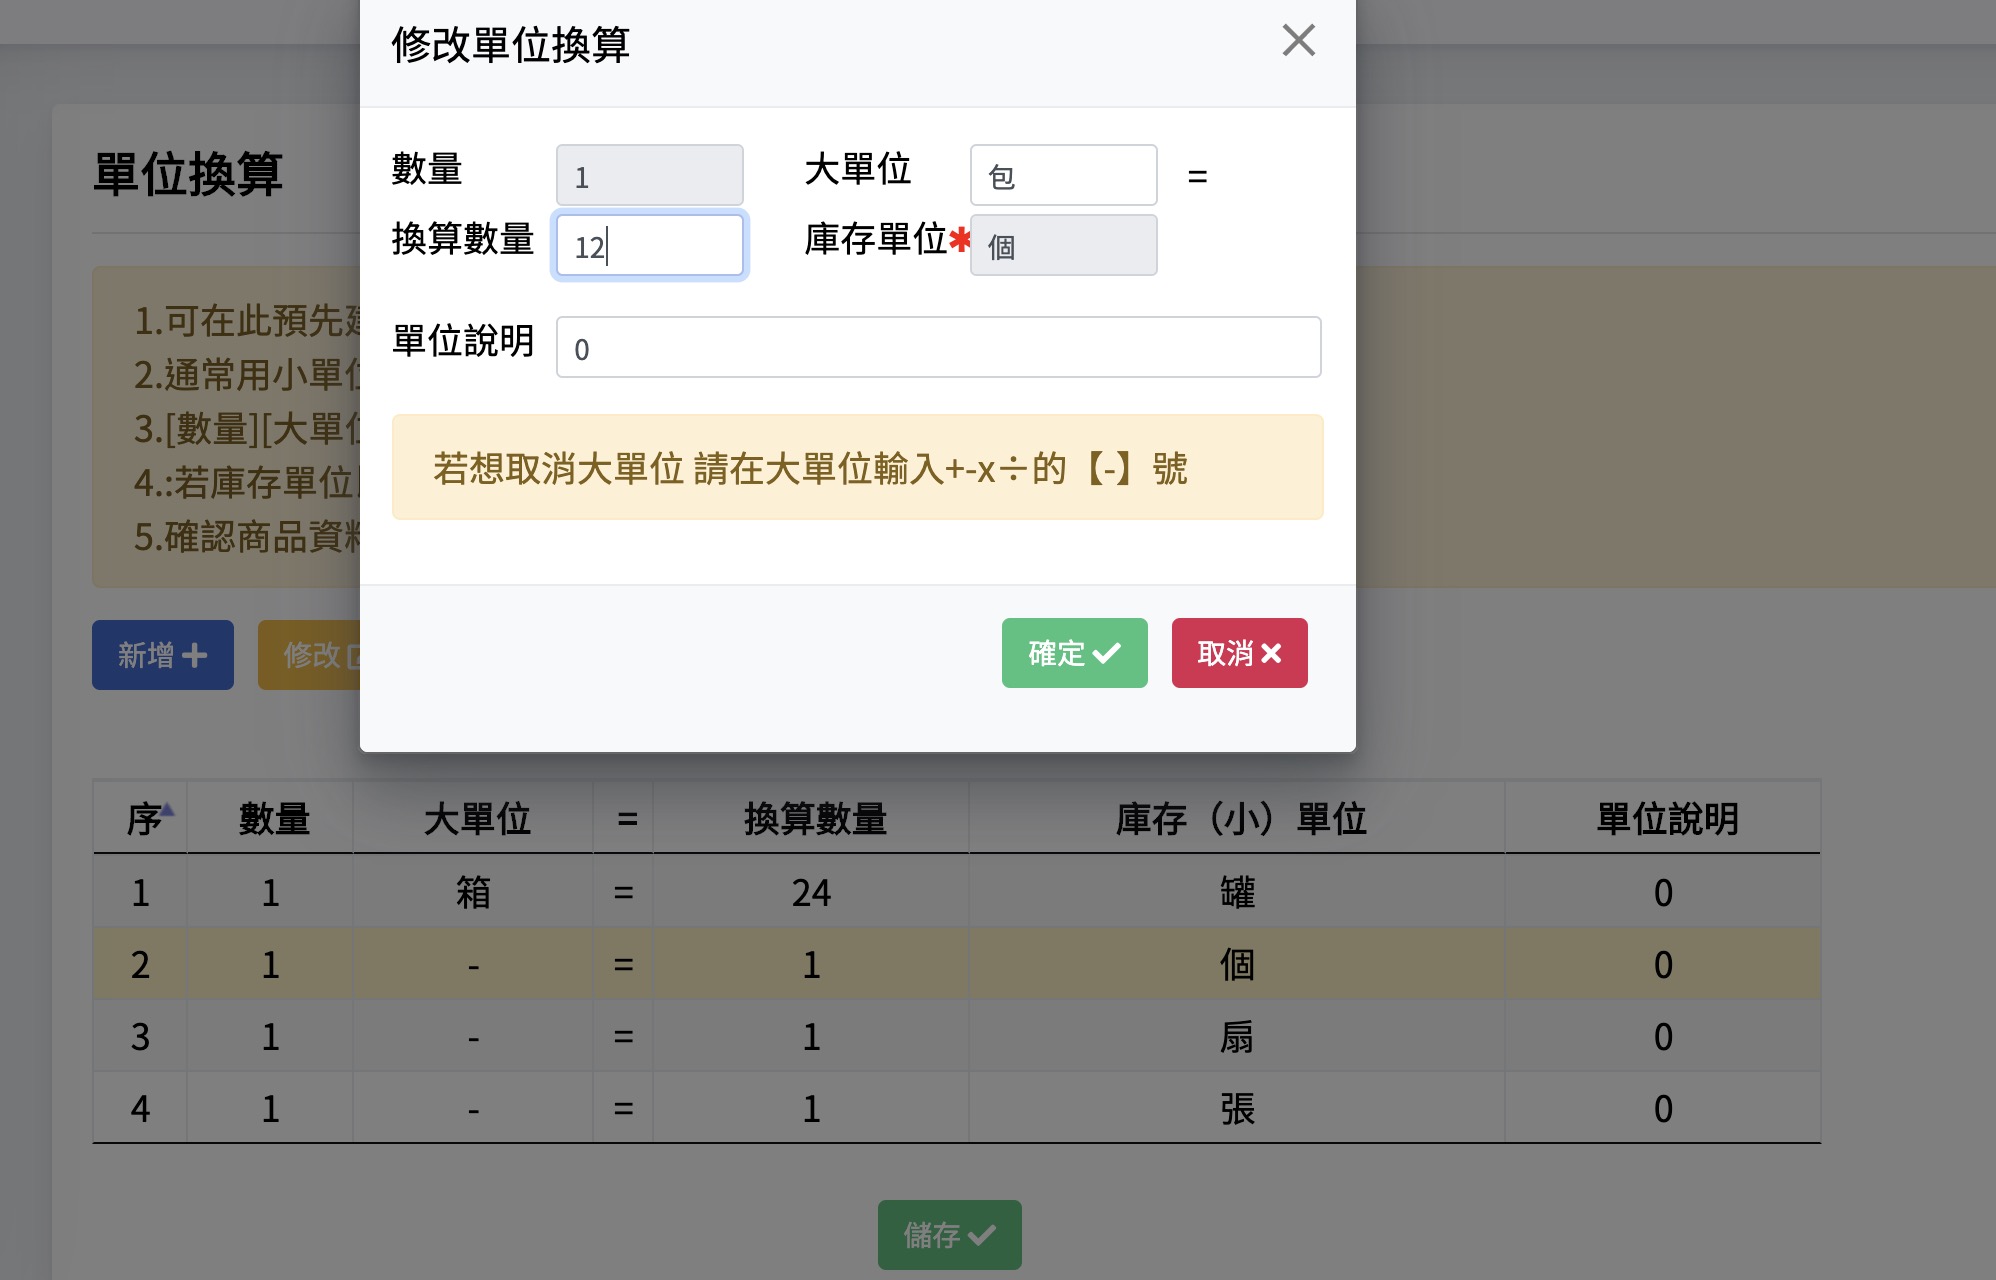 修改單位換算
數量 1 大單位 包 =
換算數量 12 庫存單位* 個
單位說明 0
若想取消大單位 請在大單位輸入+-x÷的【-】號
確定 取消
單位換算
1.可在此預先
2.通常用小單位
3.[數量][大單位
4.:若庫存單位
5.確認商品資料
新增 修改
序 數量 大單位 = 換算數量 庫存（小）單位 單位說明
1 1 箱 = 24 罐 0
2 1 - = 1 個 0
3 1 - = 1 扇 0
4 1 - = 1 張 0
儲存